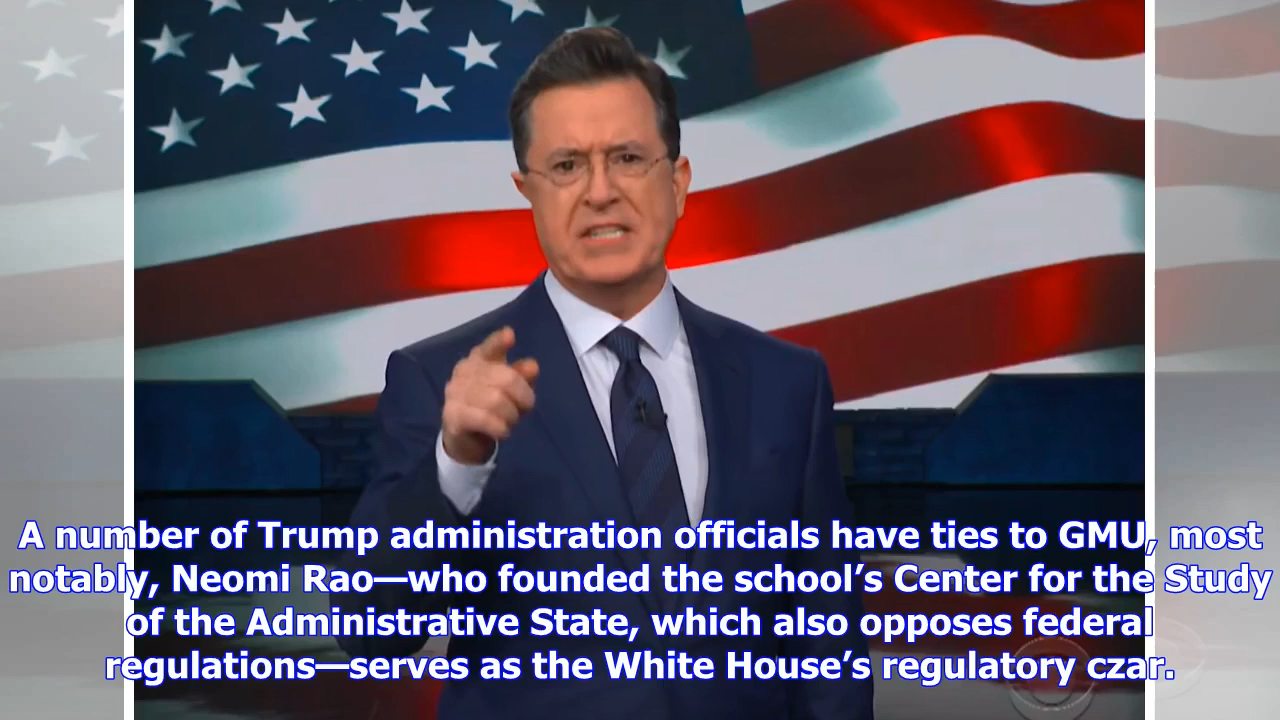 A number of Trump administration officials have ties to GMU, most
notably, Neomi Rao—who founded the school’s Center for the Study
of the Administrative State, which also opposes federal
regulations—serves as the White House’s regulatory czar.